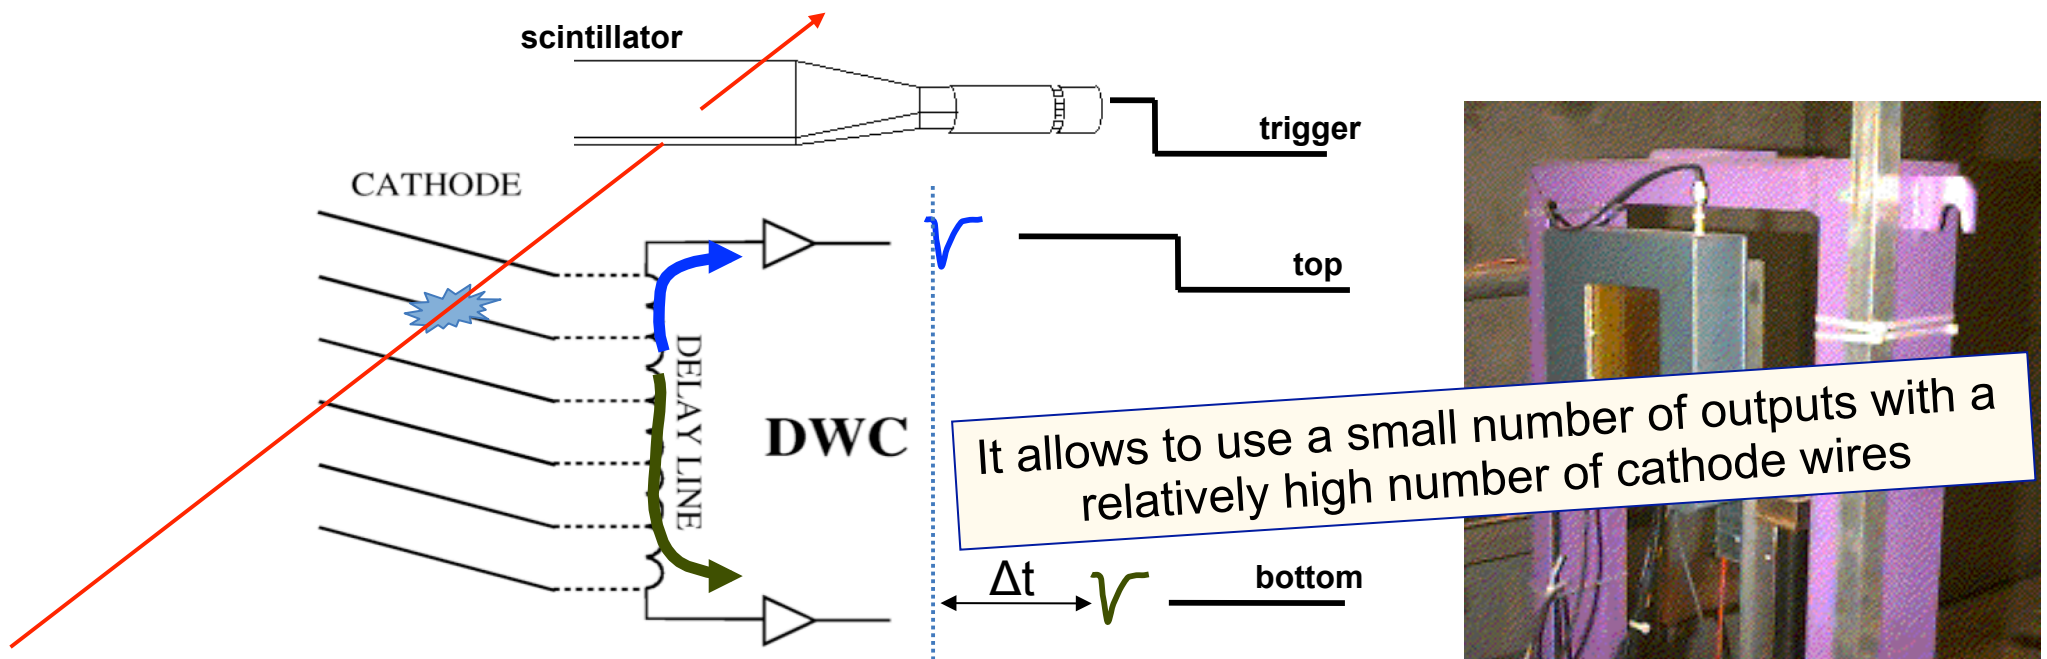 scintillator
trigger
CATHODE
top
DELAY LINE
DWC
It allows to use a small number of outputs with a
relatively high number of cathode wires
Δt
bottom